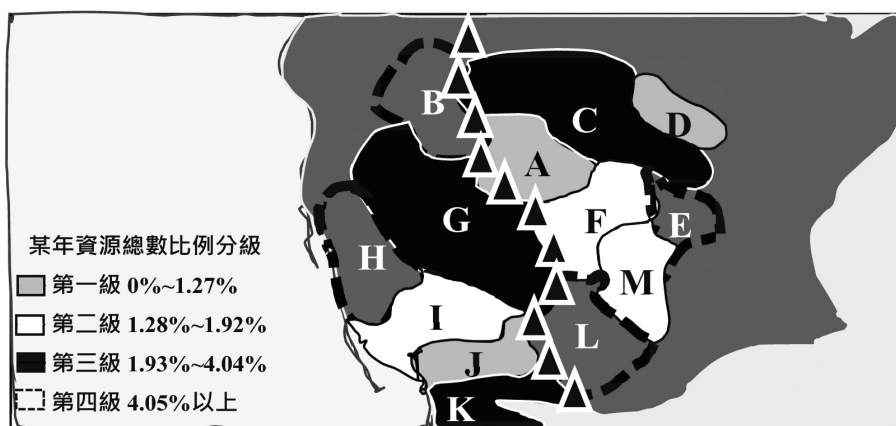 B
C
D
A
G
F
E
H
M
I
L
J
K
某年資源總數比例分級
第一級 0%~1.27%
第二級 1.28%~1.92%
第三級 1.93%~4.04%
第四級 4.05%以上